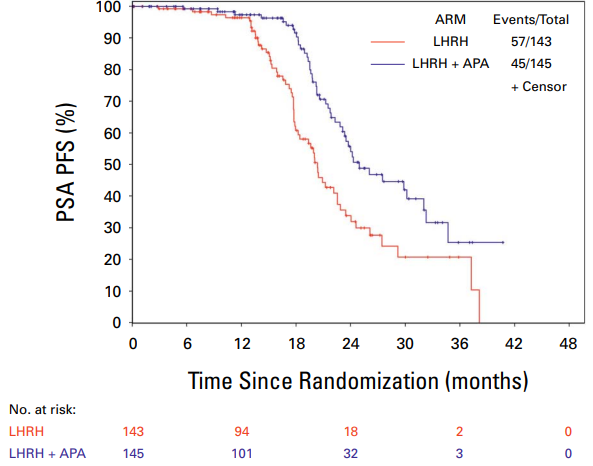 ARM Events/Total
LHRH 57/143
LHRH + APA 45/145
+ Censor
PSA PFS (%)
100
90
80
70
60
50
40
30
20
10
0
0 6 12 18 24 30 36 42 48
Time Since Randomization (months)
No. at risk:
LHRH 143 94 18 2 0
LHRH + APA 145 101 32 3 0